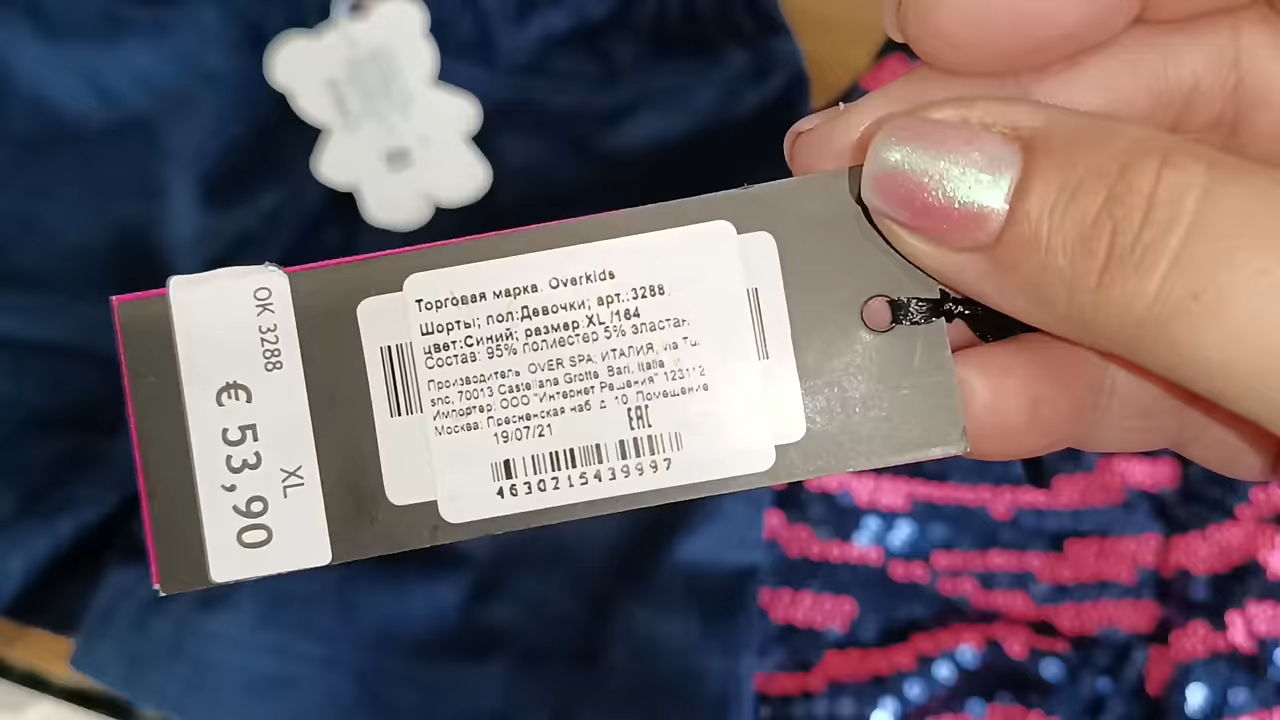 OK 3288
XL
€ 53,90
Торговая марка. Overkids
Шорты; пол:Девочки; арт.:3288
цвет:Синий; размер:XL /164
Состав: 95% полиестер 5% эластан
Производитель OVER SPA; ИТАЛИЯ, via Tu.
snc, 70013 Castellana Grotte Bari, Italia
Импортер: ООО "Интернет Решения" 123112
Москва; Пресненская наб д. 10 Помещение
19/07/21
EAC
4630215439997